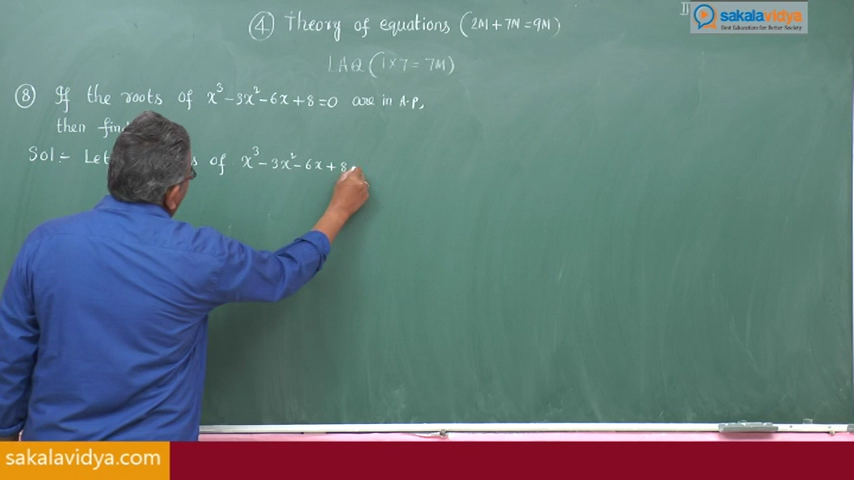 ④ Theory of equations (2M + 7M = 9M)
sakalavidya
Best Education for Better Society
LAQ (1 x 7 = 7M)
⑧ If the roots of x³ - 3x² - 6x + 8 = 0 are in A.P,
then find
Sol :- Let of x³ - 3x² - 6x + 8
sakalavidya.com